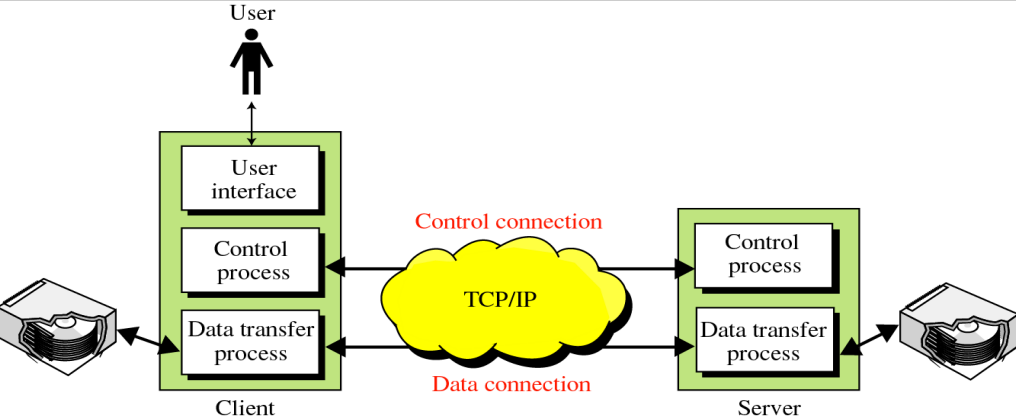 User
User
interface
Control connection
Control
process
Control
process
TCP/IP
Data transfer
process
Data transfer
process
Data connection
Client
Server